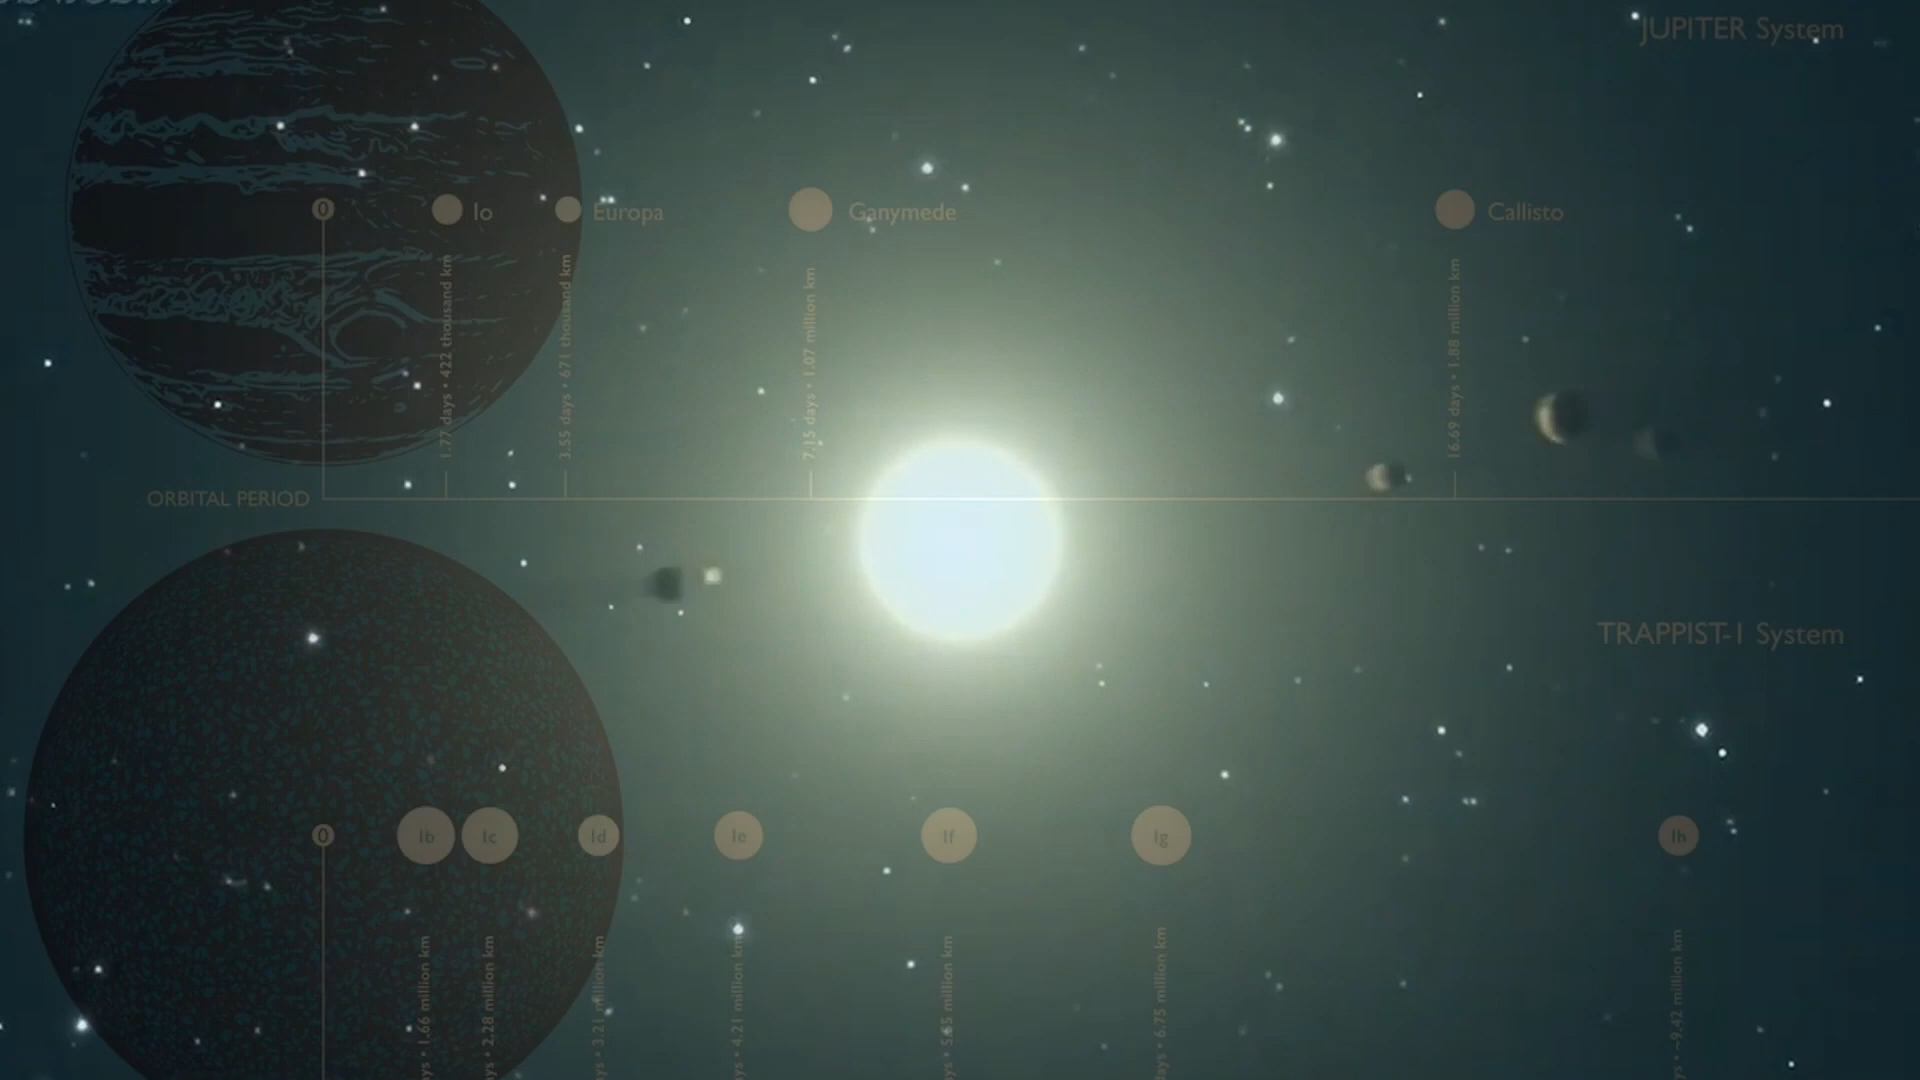 JUPITER System
0
Io
Europa
Ganymede
Callisto
1.77 days • 422 thousand km
3.55 days • 671 thousand km
7.15 days • 1.07 million km
16.69 days • 1.88 million km
ORBITAL PERIOD
TRAPPIST-1 System
0
1b
1c
1d
1e
1f
1g
1h
• 1.66 million km
• 2.28 million km
• 3.21 million km
• 4.21 million km
• 5.65 million km
• 6.75 million km
• ~9.42 million km